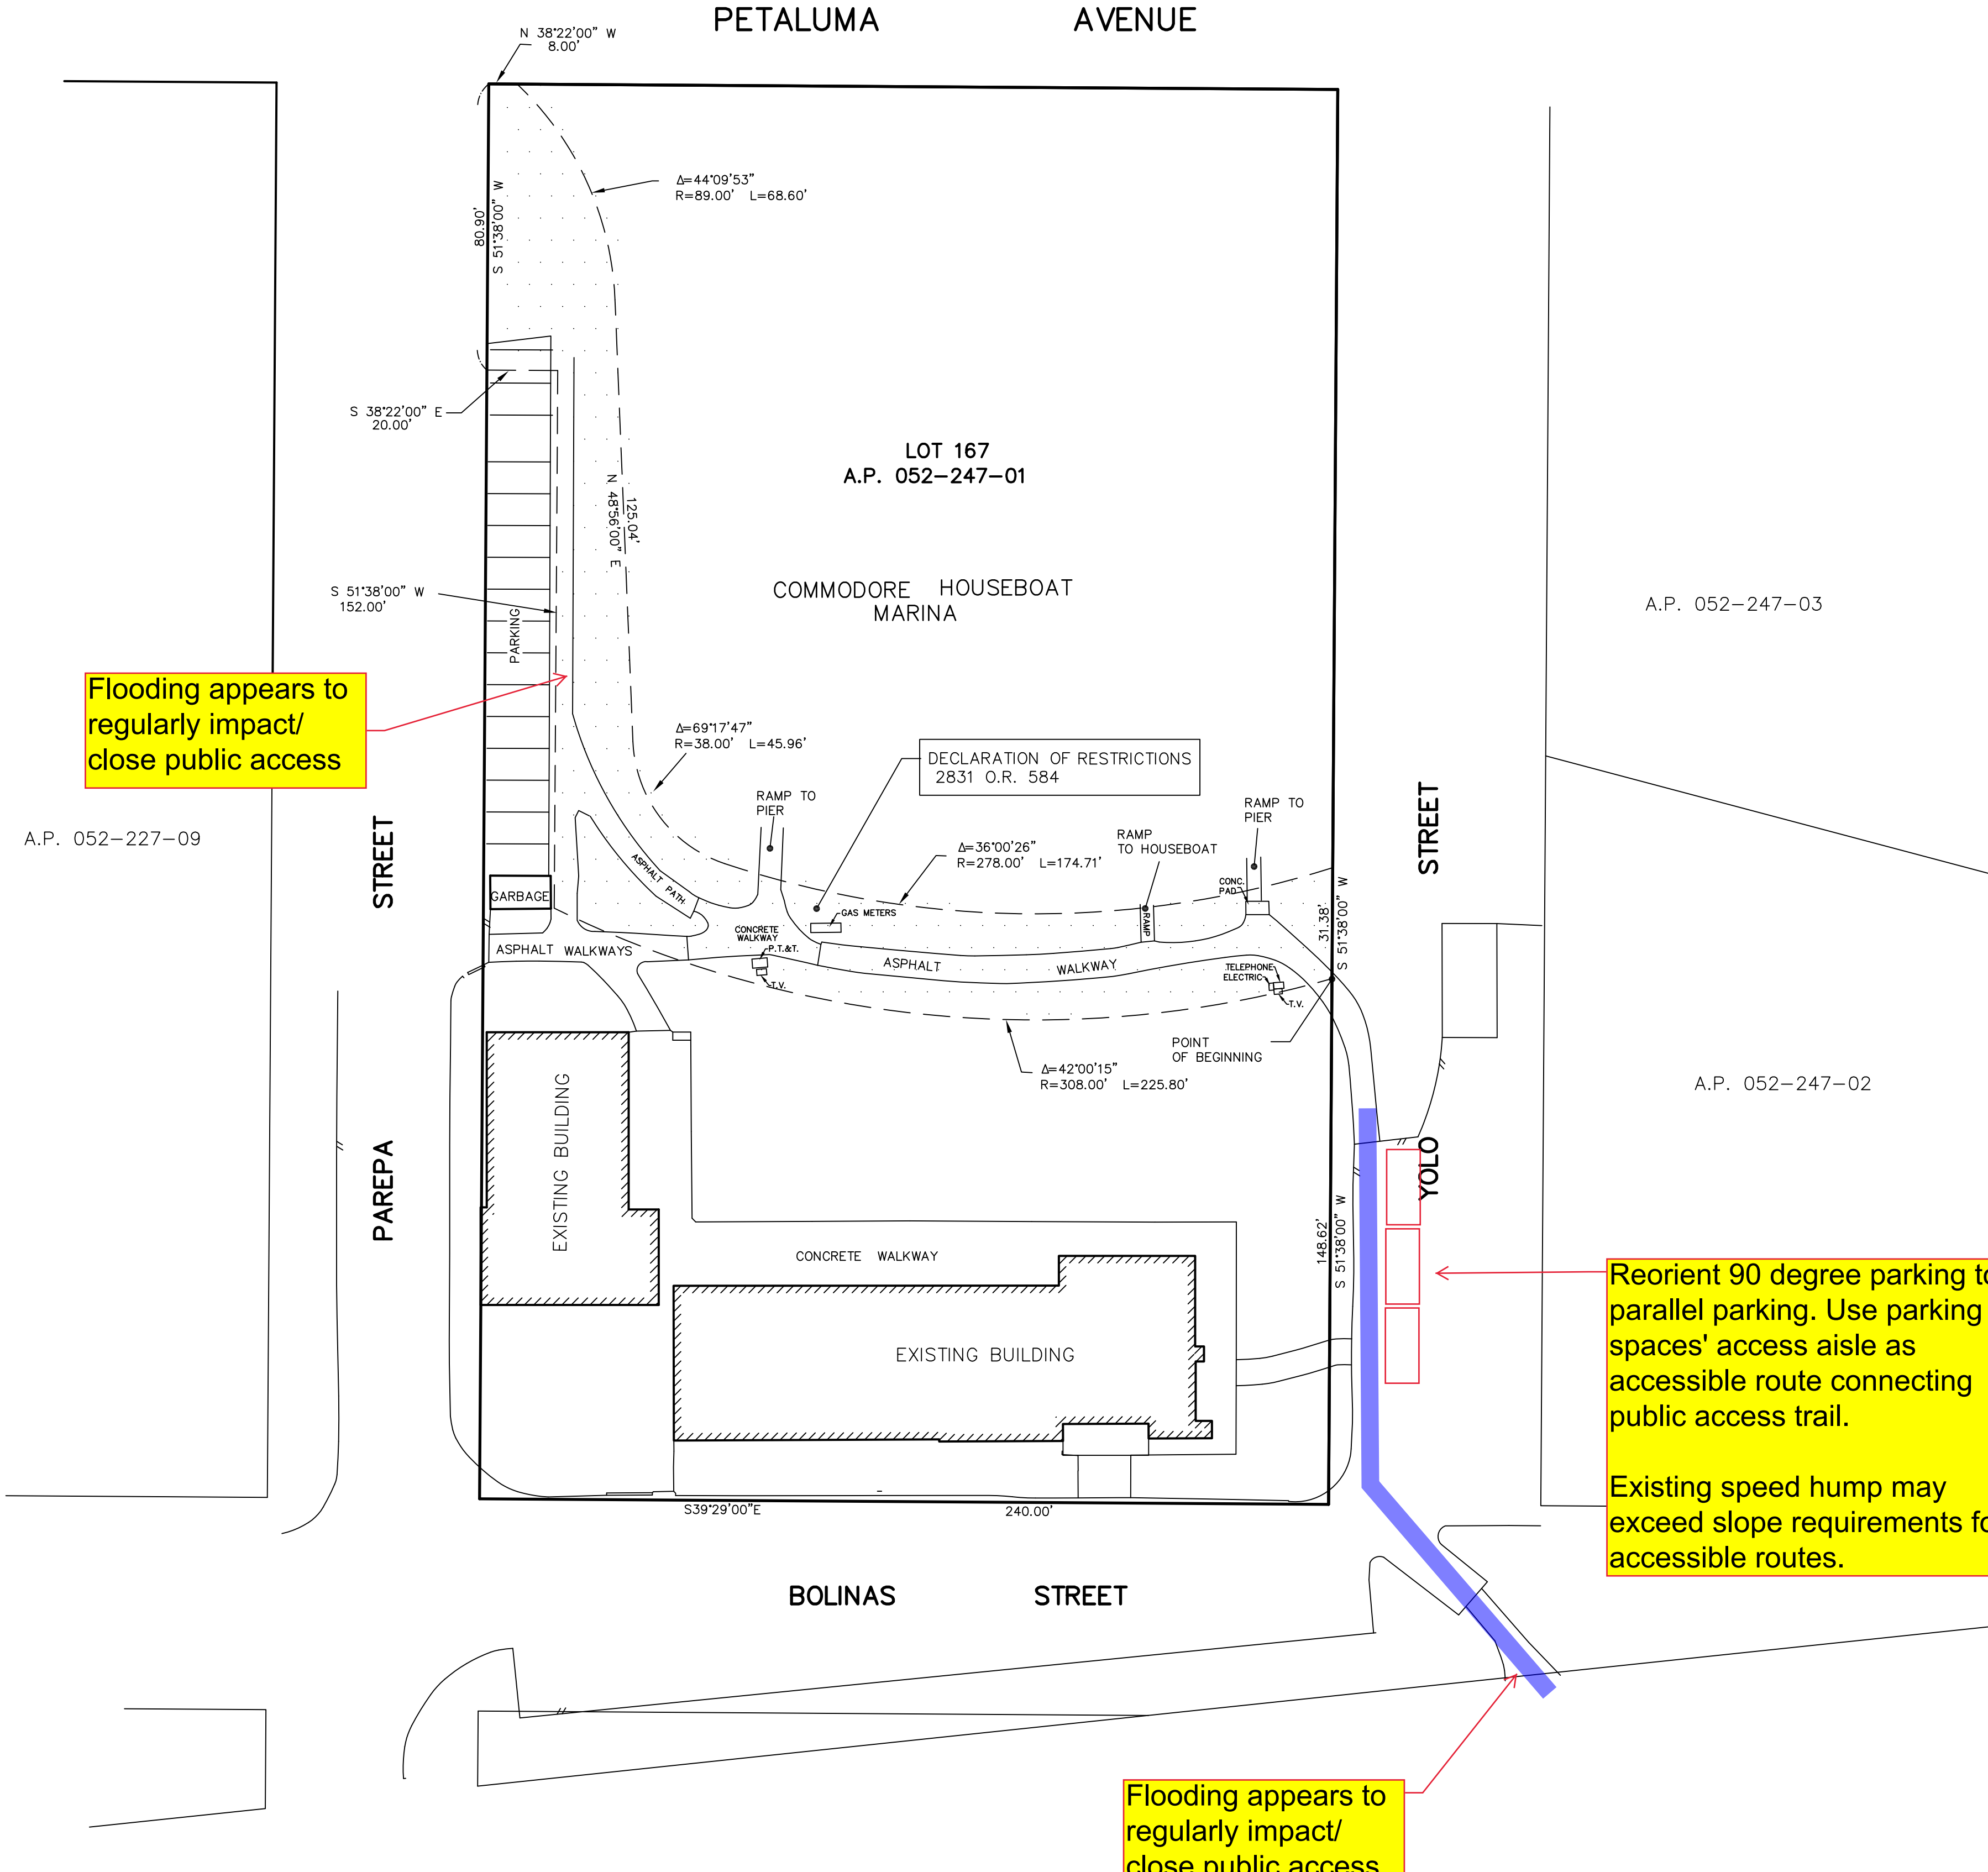 PETALUMA AVENUE
N 38°22'00" W
8.00'
Δ=44°09'53"
R=89.00' L=68.60'
80.90'
S 51°38'00" W
S 38°22'00" E
20.00'
LOT 167
A.P. 052-247-01
N 48°56'00" E
125.04'
S 51°38'00" W
152.00'
PARKING
COMMODORE HOUSEBOAT
MARINA
A.P. 052-247-03
Flooding appears to
regularly impact/
close public access
Δ=69°17'47"
R=38.00' L=45.96'
DECLARATION OF RESTRICTIONS
2831 O.R. 584
RAMP TO
PIER
RAMP TO
PIER
RAMP
TO HOUSEBOAT
A.P. 052-227-09
PAREPA STREET
YOLO STREET
ASPHALT PATH
Δ=36°00'26"
R=278.00' L=174.71'
CONC.
PAD
GARBAGE
GAS METERS
RAMP
31.38'
S 51°38'00" W
CONCRETE
WALKWAY
P.T.&T.
T.V.
ASPHALT WALKWAYS
ASPHALT WALKWAY
TELEPHONE
ELECTRIC
T.V.
POINT
OF BEGINNING
Δ=42°00'15"
R=308.00' L=225.80'
A.P. 052-247-02
EXISTING BUILDING
148.62'
S 51°38'00" W
CONCRETE WALKWAY
EXISTING BUILDING
Reorient 90 degree parking to
parallel parking. Use parking
spaces' access aisle as
accessible route connecting
public access trail.
Existing speed hump may
exceed slope requirements fo
accessible routes.
S39°29'00"E
240.00'
BOLINAS STREET
Flooding appears to
regularly impact/
close public access